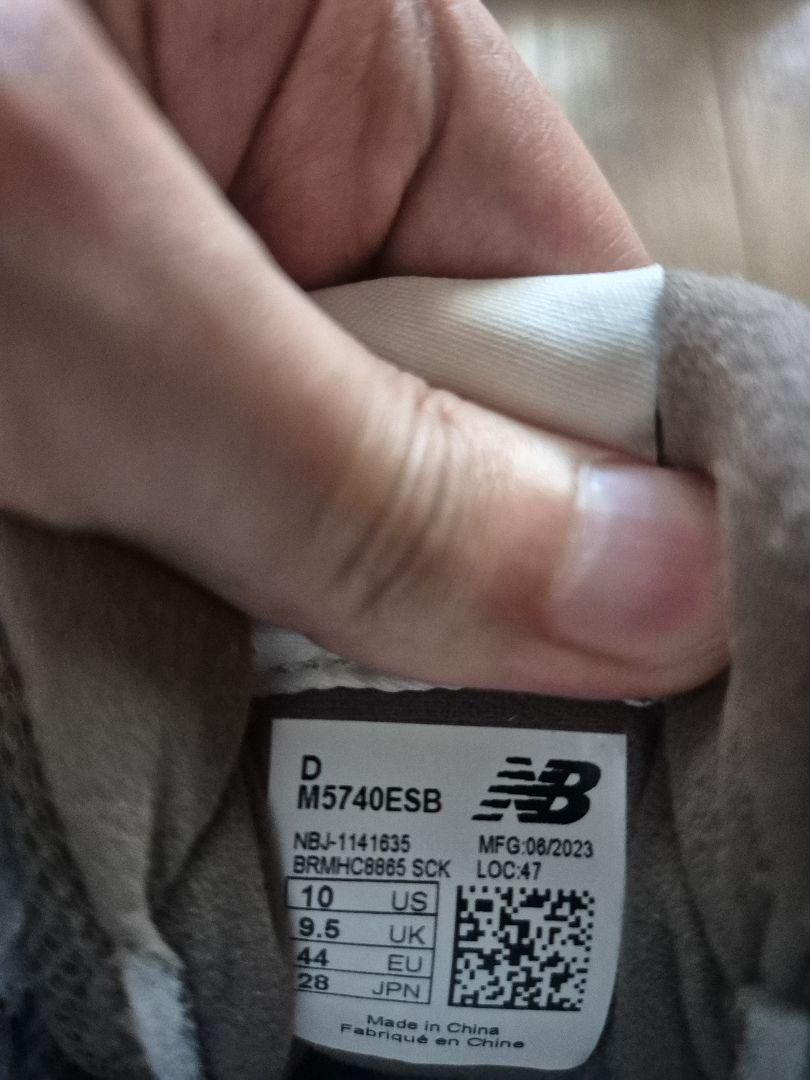 D
M5740ESB
NB
NBJ-1141635
MFG:06/2023
BRMHC8865 SCK
LOC:47
10 US
9.5 UK
44 EU
28 JPN
Made in China
Fabriqué en Chine